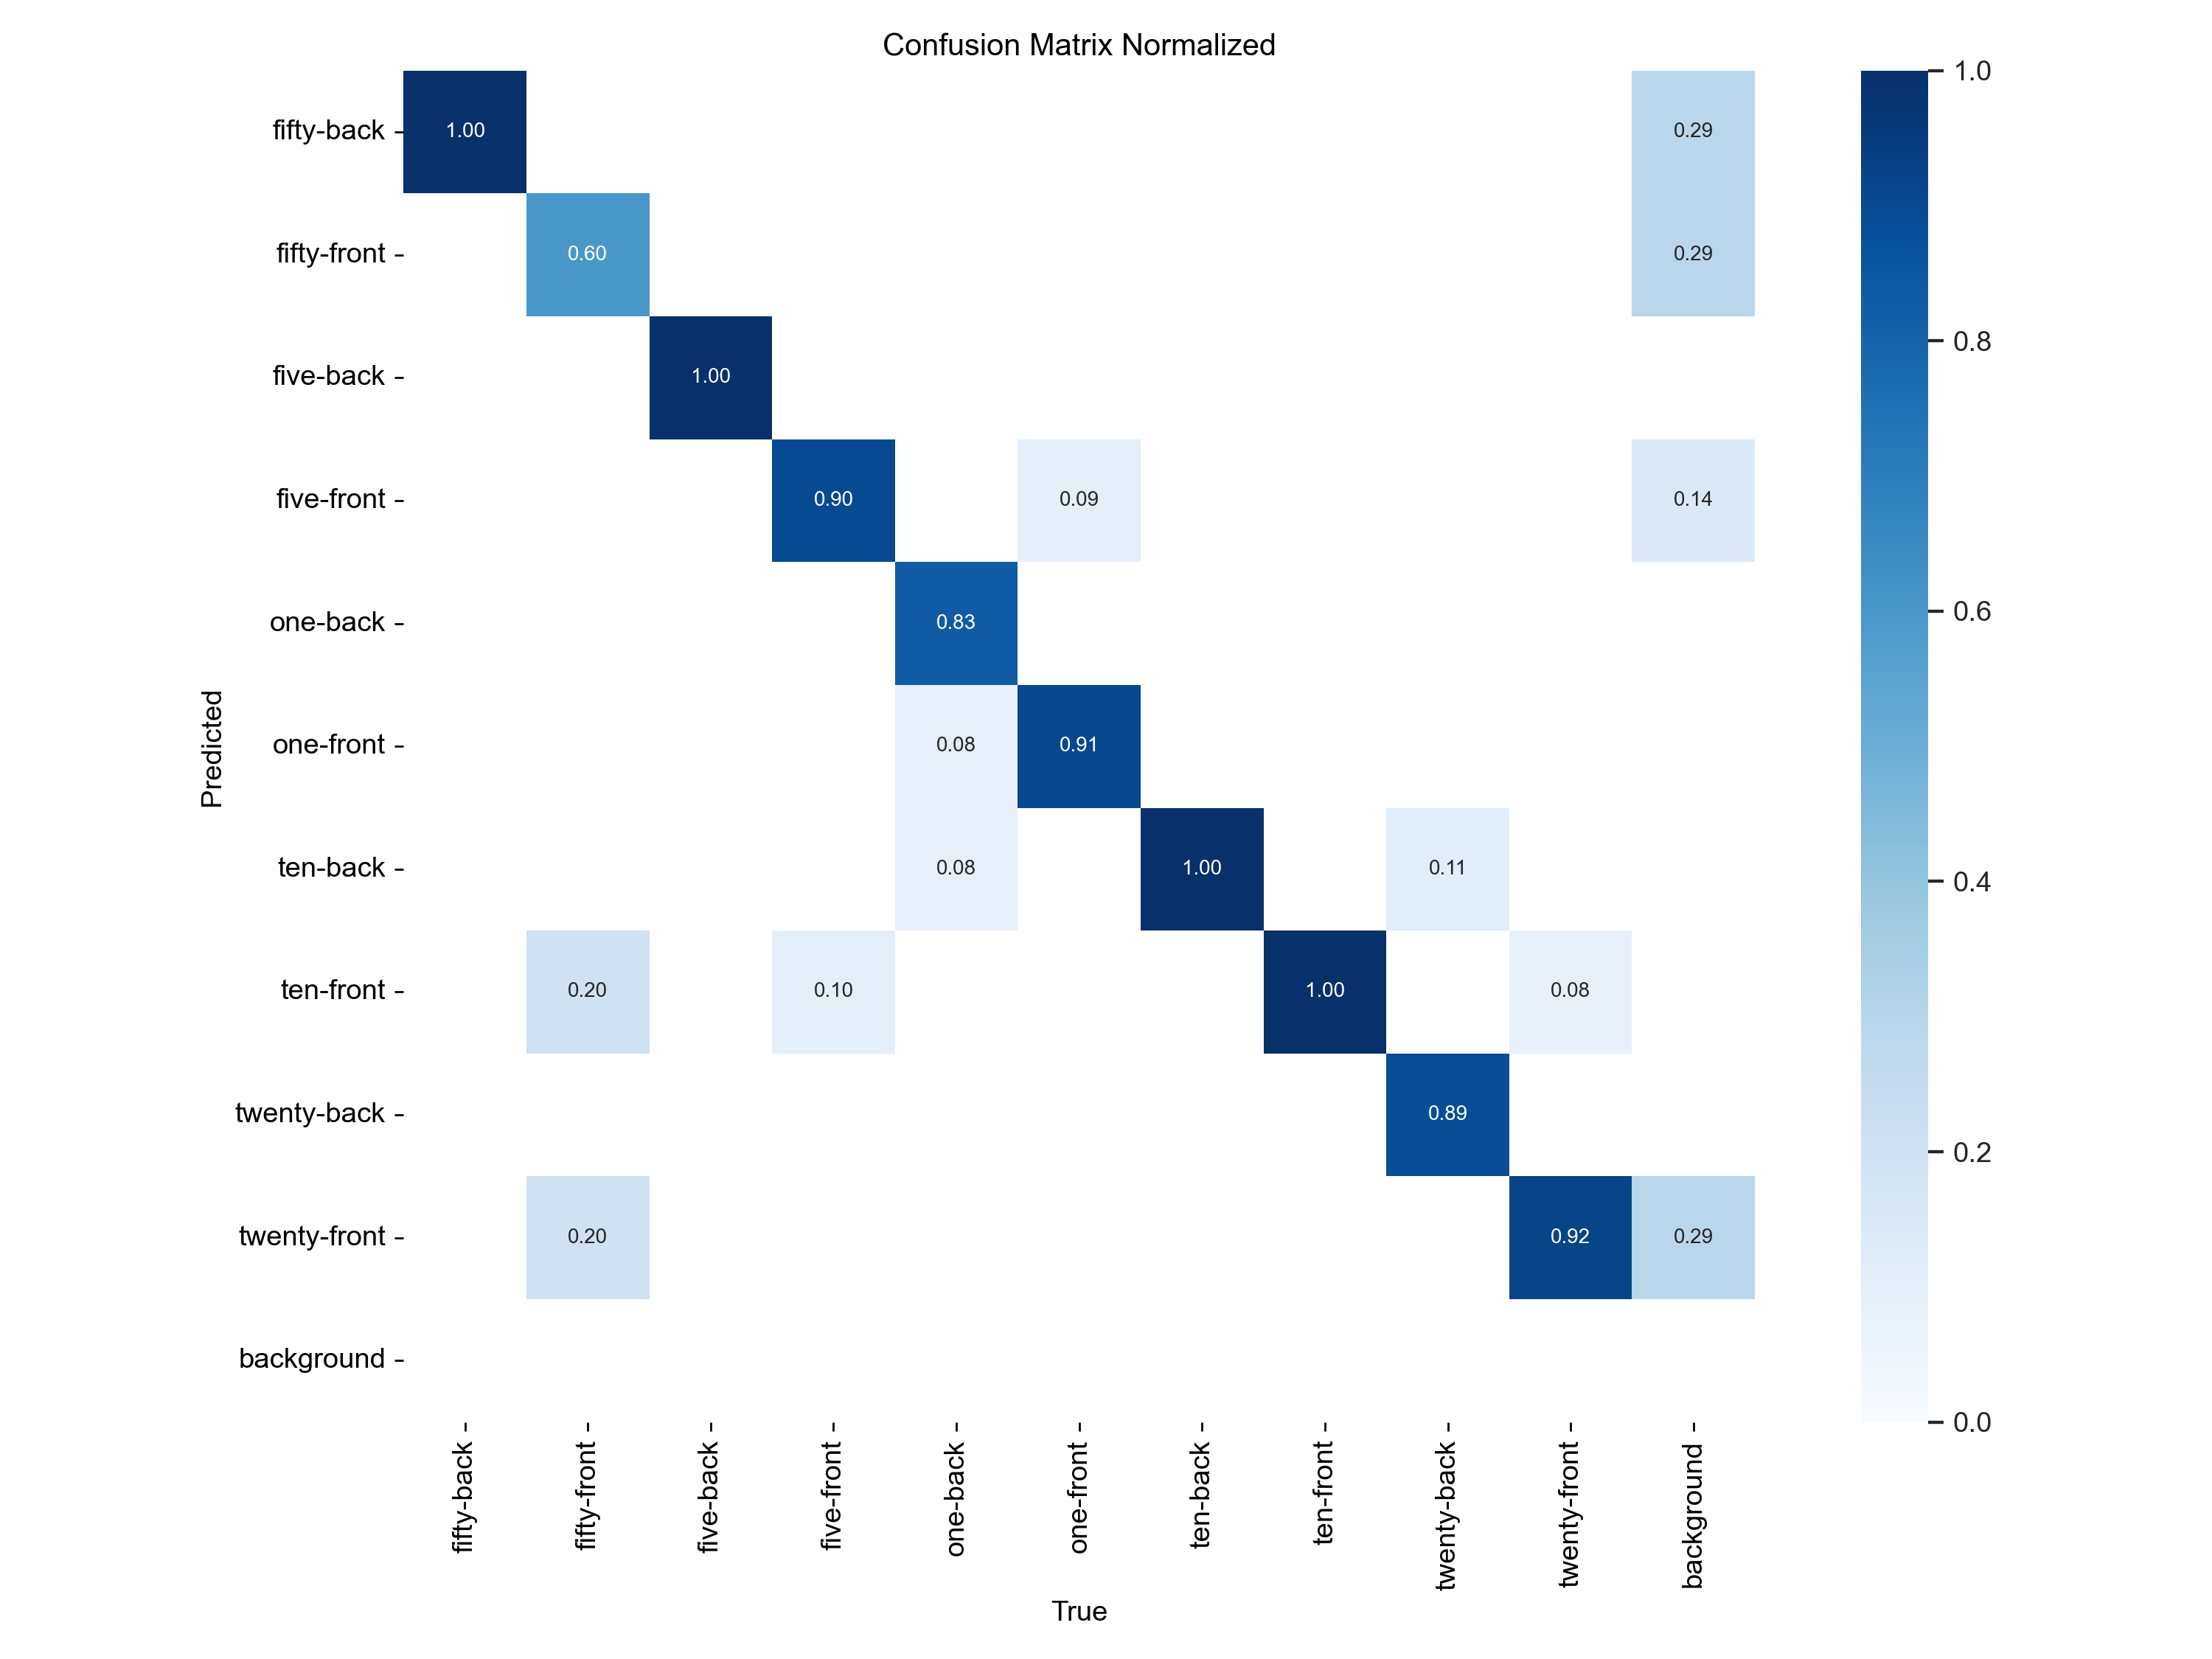 Confusion Matrix Normalized
fifty-back 1.00 0.29 1.0
fifty-front 0.60 0.29
five-back 1.00 0.8
five-front 0.90 0.09 0.14
one-back 0.83 0.6
Predicted
one-front 0.08 0.91
ten-back 0.08 1.00 0.11 0.4
ten-front 0.20 0.10 1.00 0.08
twenty-back 0.89 0.2
twenty-front 0.20 0.92 0.29
background 0.0
fifty-back fifty-front five-back five-front one-back one-front ten-back ten-front twenty-back twenty-front background
True